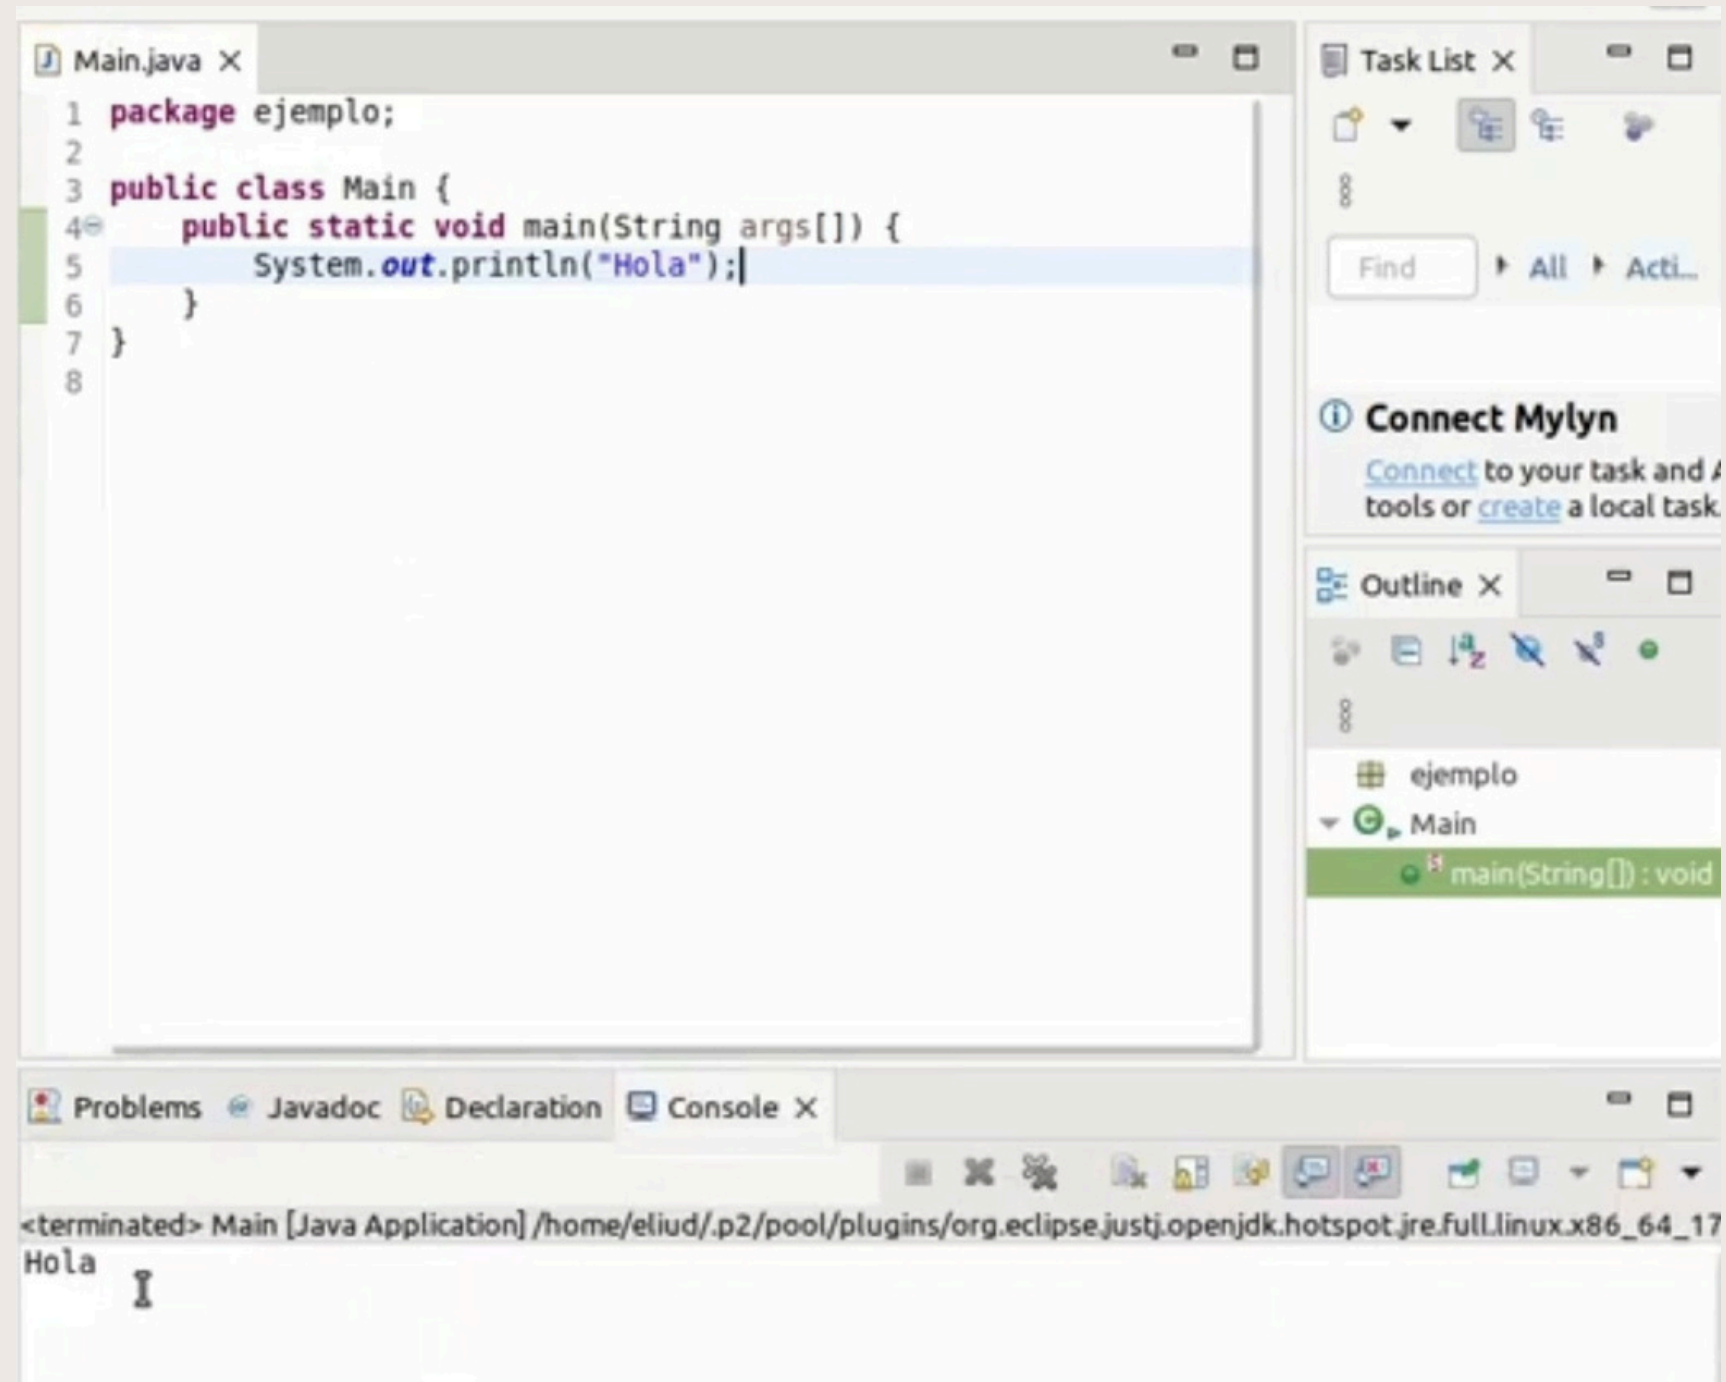 Main.java
1 package ejemplo;
2
3 public class Main {
4 public static void main(String args[]) {
5 System.out.println("Hola");
6 }
7 }
8
Task List
Find All Acti...
Connect Mylyn
Connect to your task and A
tools or create a local task.
Outline
ejemplo
Main
main(String[]) : void
Problems Javadoc Declaration Console
<terminated> Main [Java Application] /home/eliud/.p2/pool/plugins/org.eclipse.justj.openjdk.hotspot.jre.full.linux.x86_64_17
Hola